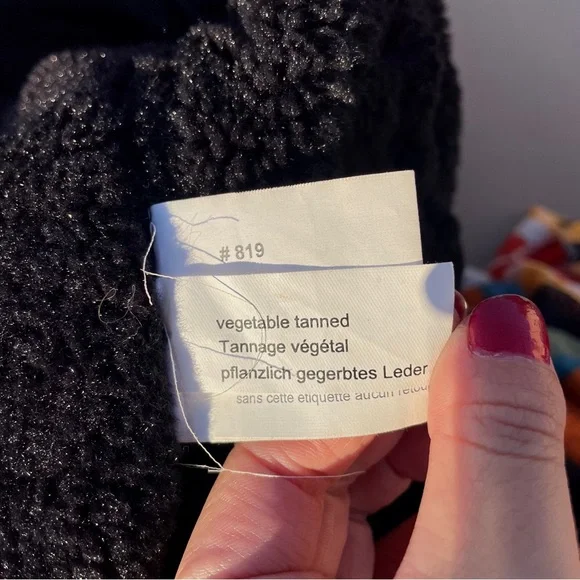 # 819
vegetable tanned
Tannage végétal
pflanzlich gegerbtes Leder
sans cette etiquette aucun retour